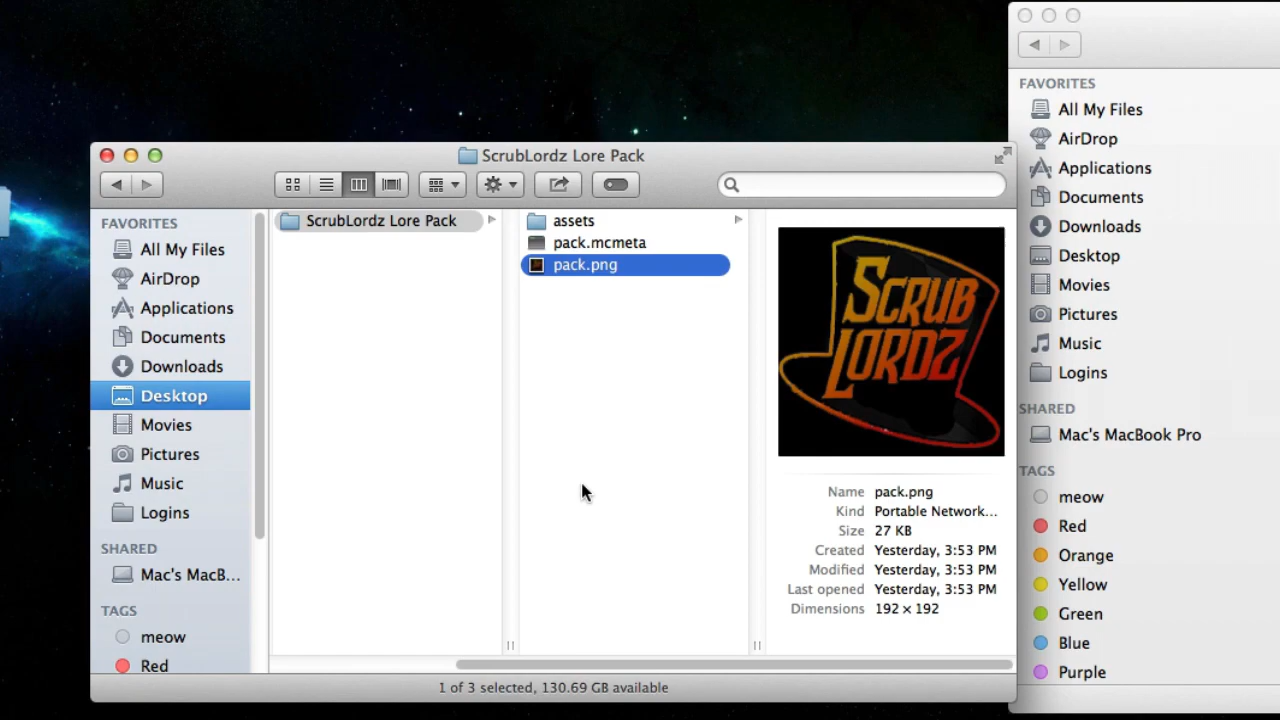 ScrubLordz Lore Pack
FAVORITES
All My Files
AirDrop
Applications
Documents
Downloads
Desktop
Movies
Pictures
Music
Logins
SHARED
Mac's MacB...
TAGS
meow
Red
ScrubLordz Lore Pack
assets
pack.mcmeta
pack.png
SCRUB
LORDZ
Name pack.png
Kind Portable Network...
Size 27 KB
Created Yesterday, 3:53 PM
Modified Yesterday, 3:53 PM
Last opened Yesterday, 3:53 PM
Dimensions 192 × 192
1 of 3 selected, 130.69 GB available
FAVORITES
All My Files
AirDrop
Applications
Documents
Downloads
Desktop
Movies
Pictures
Music
Logins
SHARED
Mac's MacBook Pro
TAGS
meow
Red
Orange
Yellow
Green
Blue
Purple